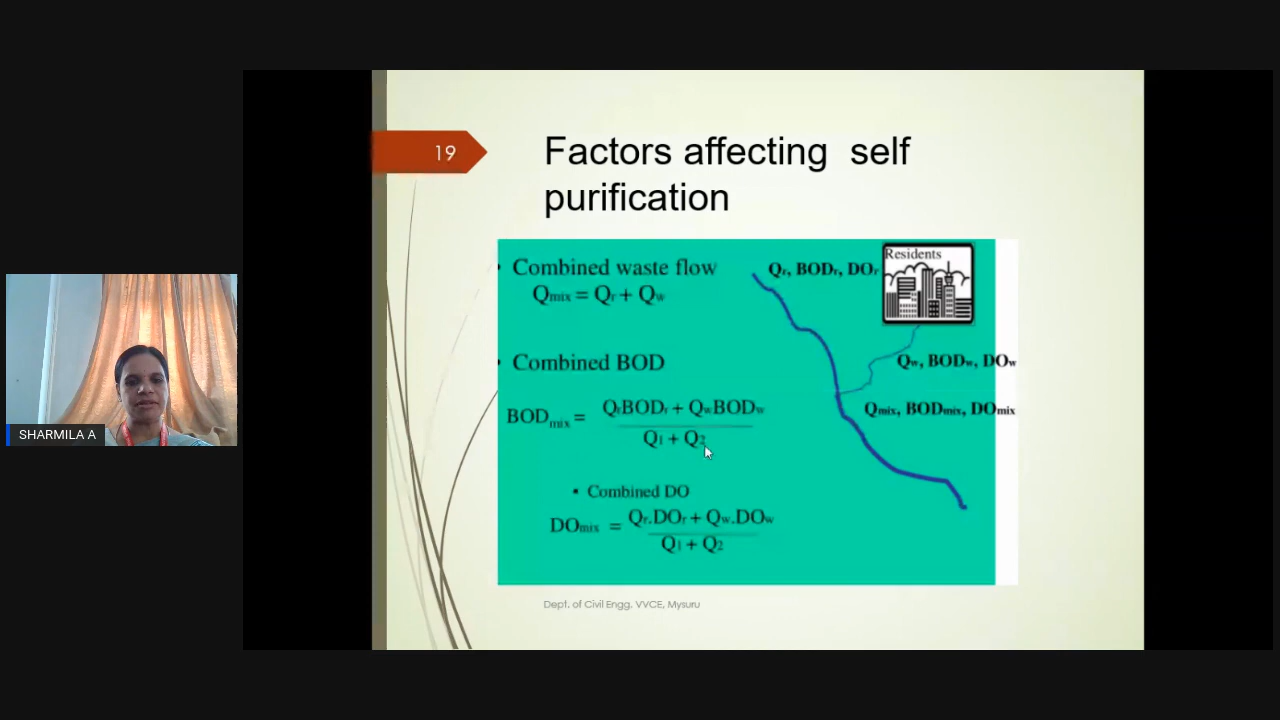 19
Factors affecting self
purification
• Combined waste flow
Qmix = Qr + Qw
• Combined BOD
BODmix = QrBODr + QwBODw
Q1 + Q2
▪ Combined DO
DOmix = Qr.DOr + Qw.DOw
Q1 + Q2
Qr, BODr, DOr
Residents
Qw, BODw, DOw
Qmix, BODmix, DOmix
Dept. of Civil Engg. VVCE, Mysuru
SHARMILA A